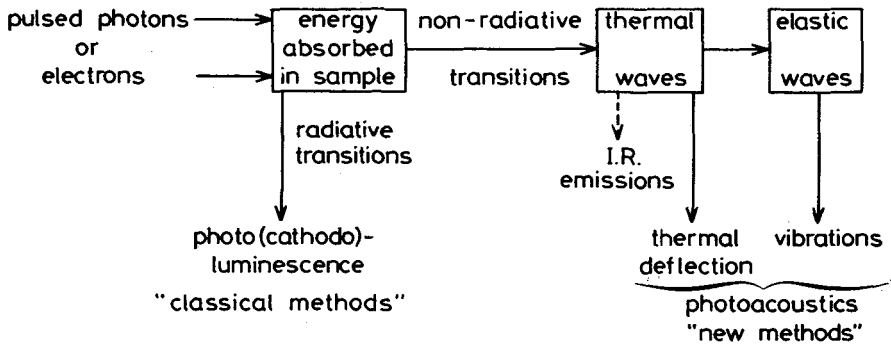 pulsed photons
or
electrons
energy
absorbed
in sample
non-radiative
transitions
thermal
waves
elastic
waves
radiative
transitions
I.R.
emissions
photo(cathodo)-
luminescence
"classical methods"
thermal
deflection
vibrations
photoacoustics
"new methods"